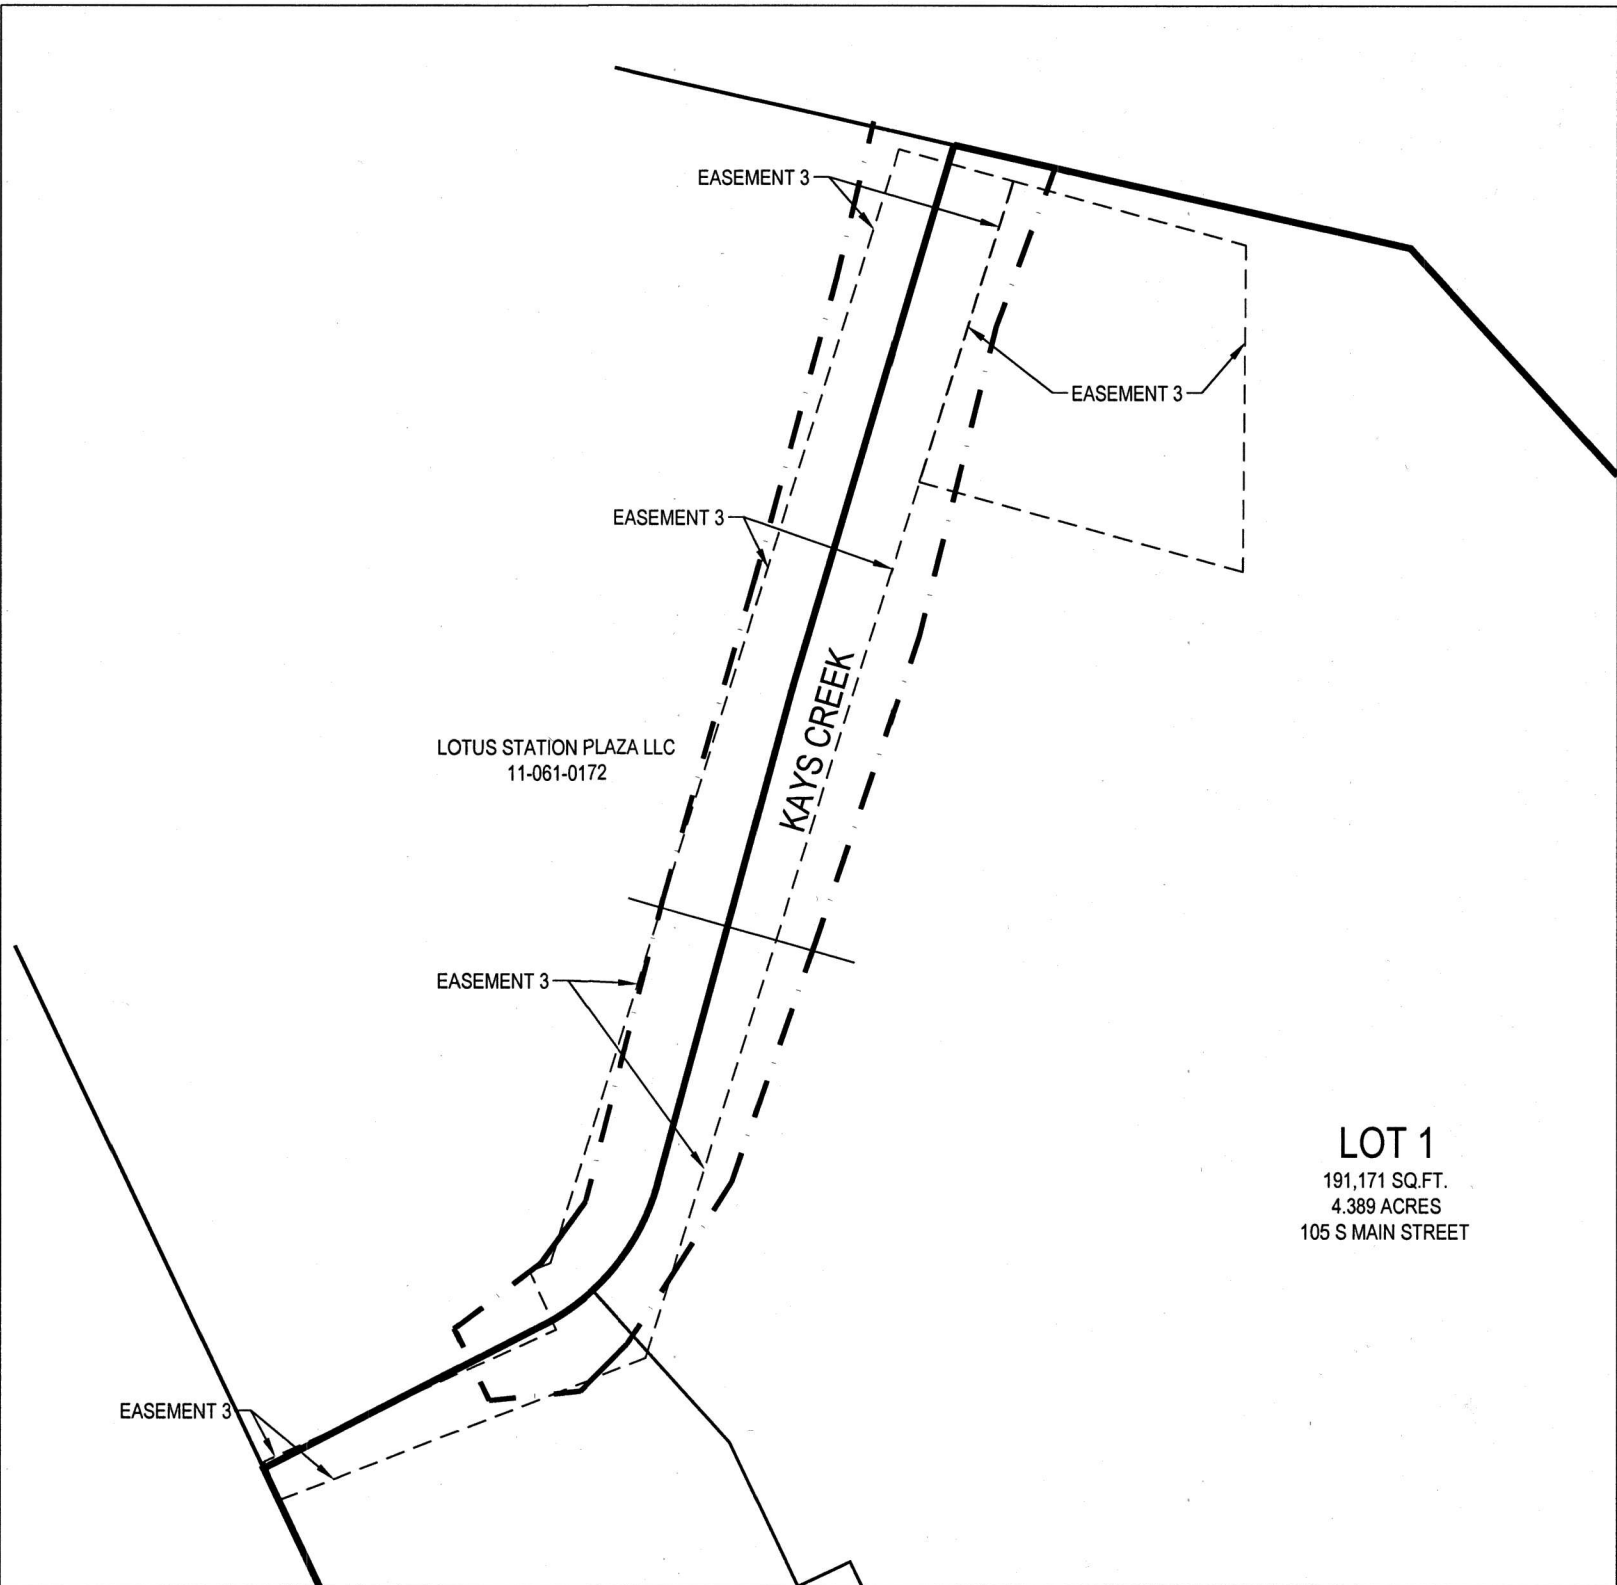 EASEMENT 3
EASEMENT 3
EASEMENT 3
KAYS CREEK
LOTUS STATION PLAZA LLC
11-061-0172
EASEMENT 3
LOT 1
191,171 SQ.FT.
4.389 ACRES
105 S MAIN STREET
EASEMENT 3